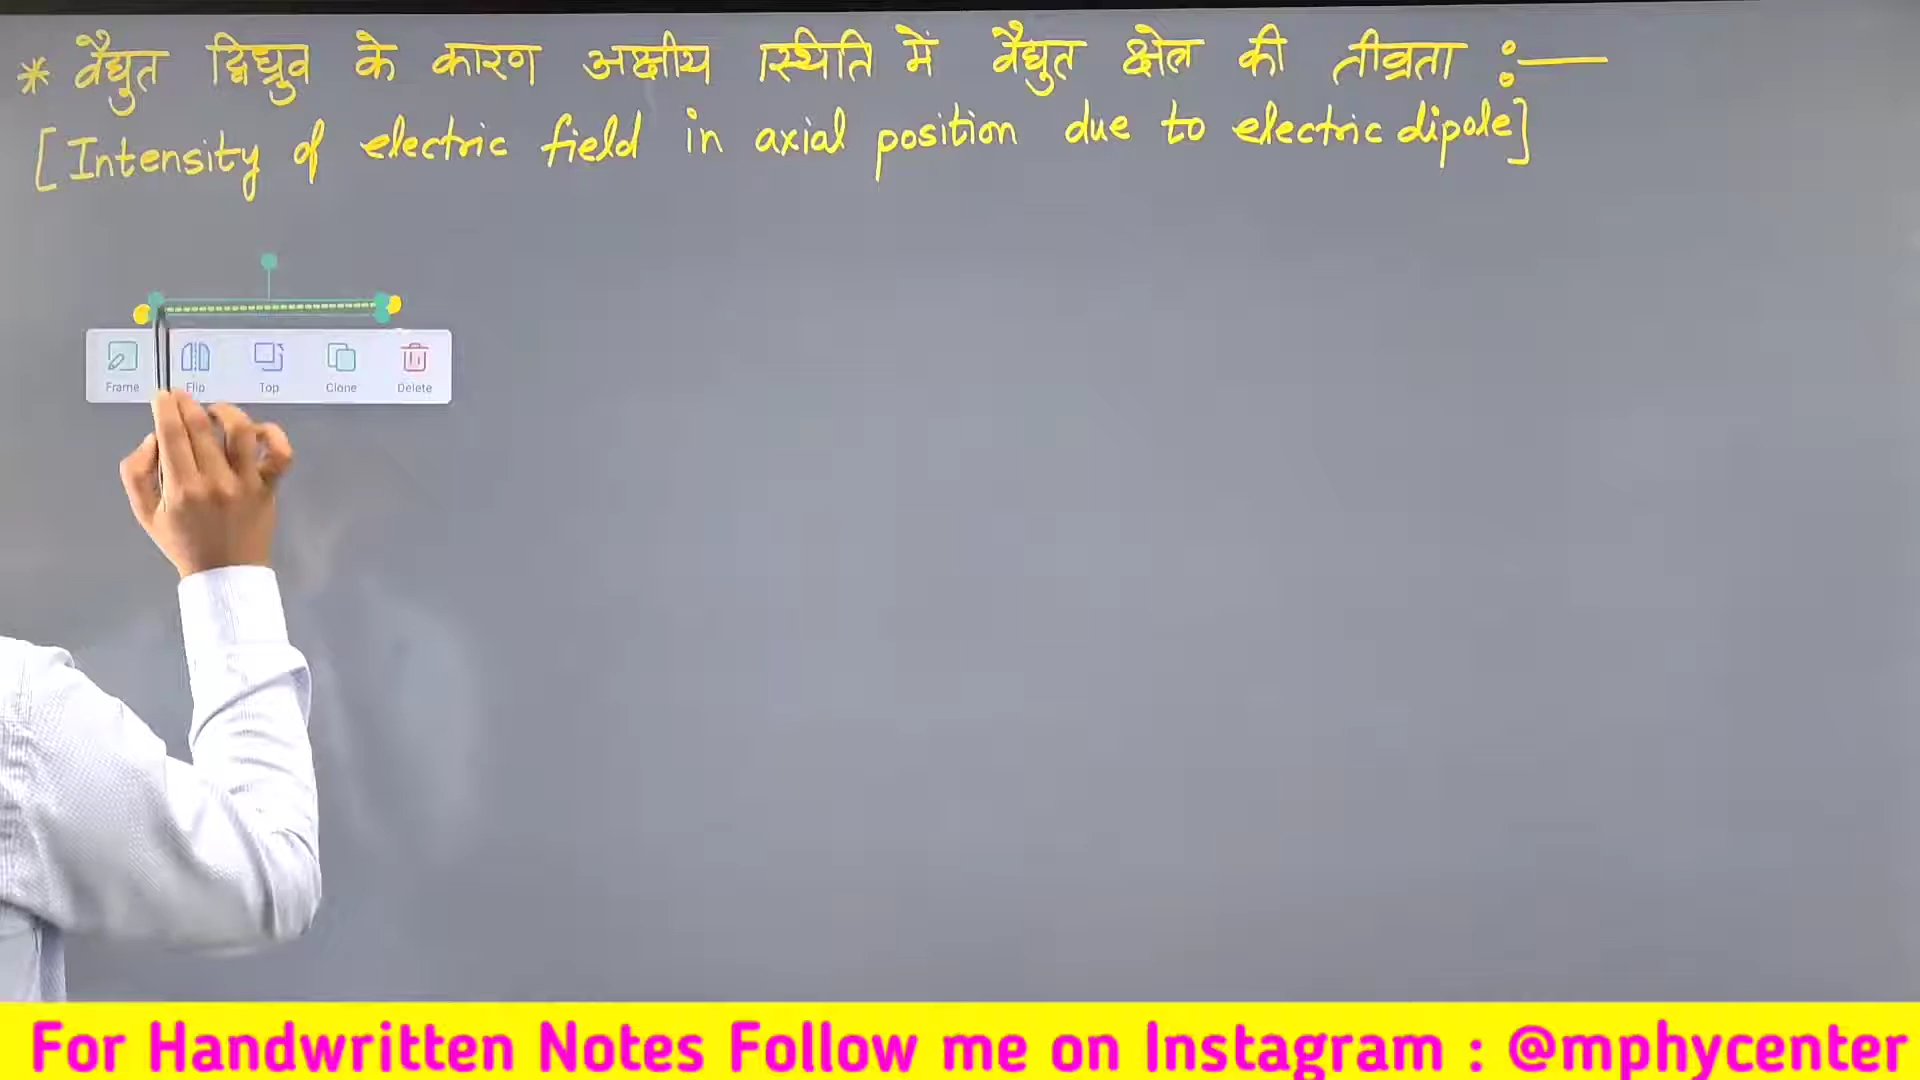 * वैद्युत द्विध्रुव के कारण अक्षीय स्थिति में वैद्युत क्षेत्र की तीव्रता :—
[Intensity of electric field in axial position due to electric dipole]
Frame Flip Top Clone Delete
For Handwritten Notes Follow me on Instagram : @mphycenter